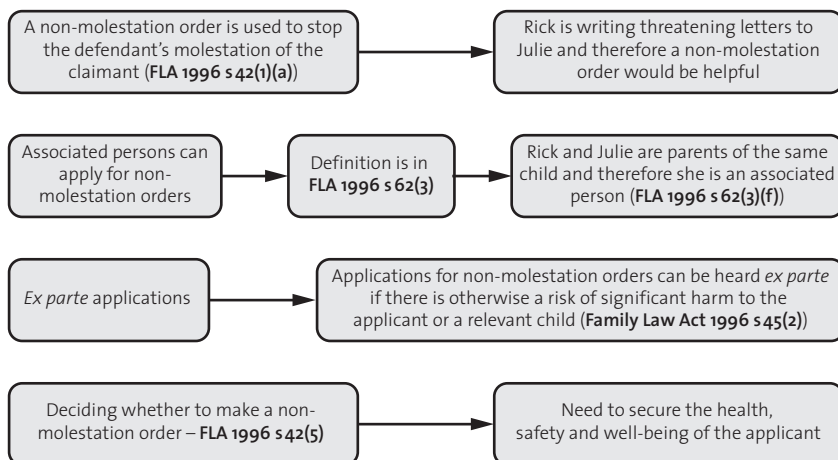 A non-molestation order is used to stop
the defendant's molestation of the
claimant (FLA 1996 s 42(1)(a))
Rick is writing threatening letters to
Julie and therefore a non-molestation
order would be helpful
Associated persons can
apply for non-
molestation orders
Definition is in
FLA 1996 s 62(3)
Rick and Julie are parents of the same
child and therefore she is an associated
person (FLA 1996 s 62(3)(f))
Ex parte applications
Applications for non-molestation orders can be heard ex parte
if there is otherwise a risk of significant harm to the
applicant or a relevant child (Family Law Act 1996 s 45(2))
Deciding whether to make a non-
molestation order – FLA 1996 s 42(5)
Need to secure the health,
safety and well-being of the applicant